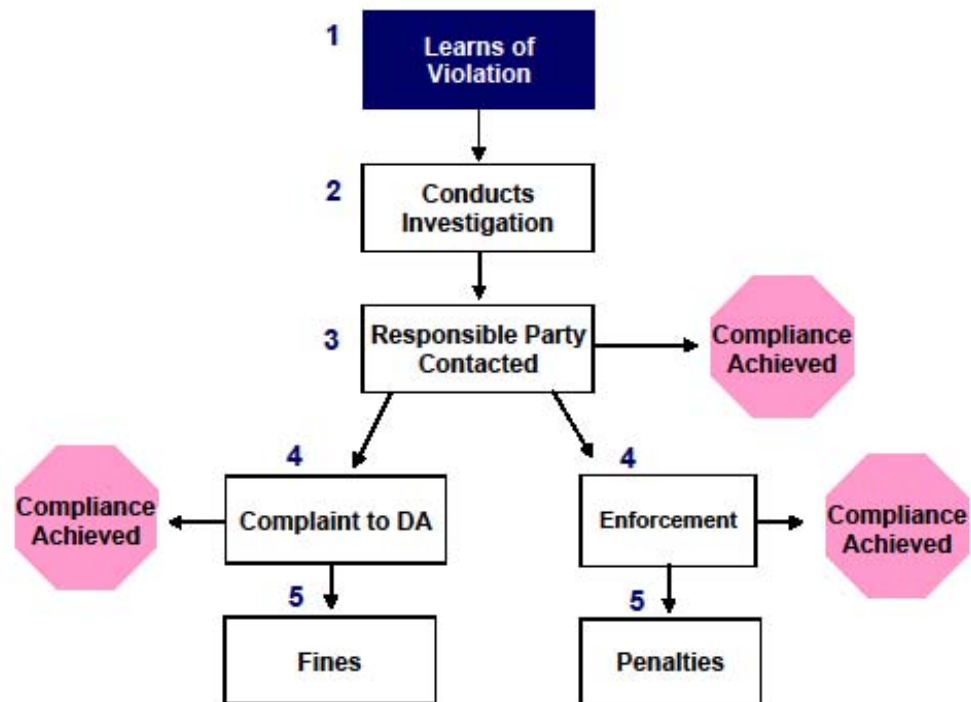 1
Learns of
Violation
2
Conducts
Investigation
3
Responsible Party
Contacted
Compliance
Achieved
4
Complaint to DA
Compliance
Achieved
4
Enforcement
Compliance
Achieved
5
Fines
5
Penalties